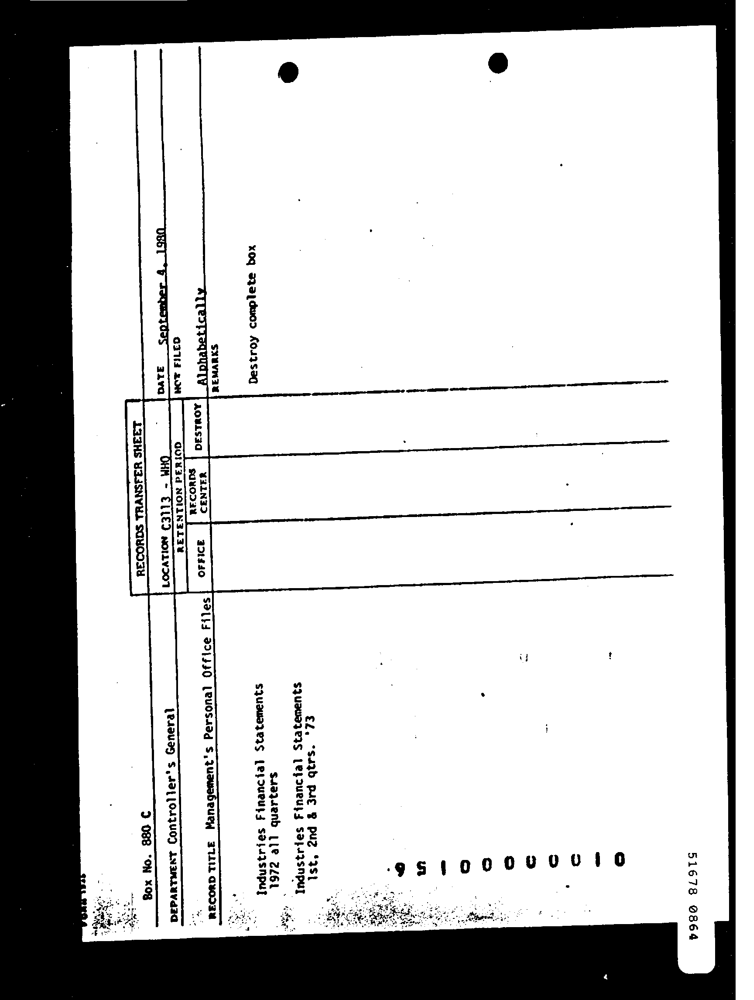 RECORDS TRANSFER SHEET
Box No. 880 C
DEPARTMENT Controller's General
LOCATION C3113 - WHO
DATE September 4, 1980
RETENTION PERIOD
HOW FILED
RECORD TITLE Management's Personal Office Files
OFFICE
RECORDS CENTER
DESTROY
Alphabetically
REMARKS
Industries Financial Statements
1972 all quarters
Destroy complete box
Industries Financial Statements
1st, 2nd & 3rd qtrs. '73
51678 0864